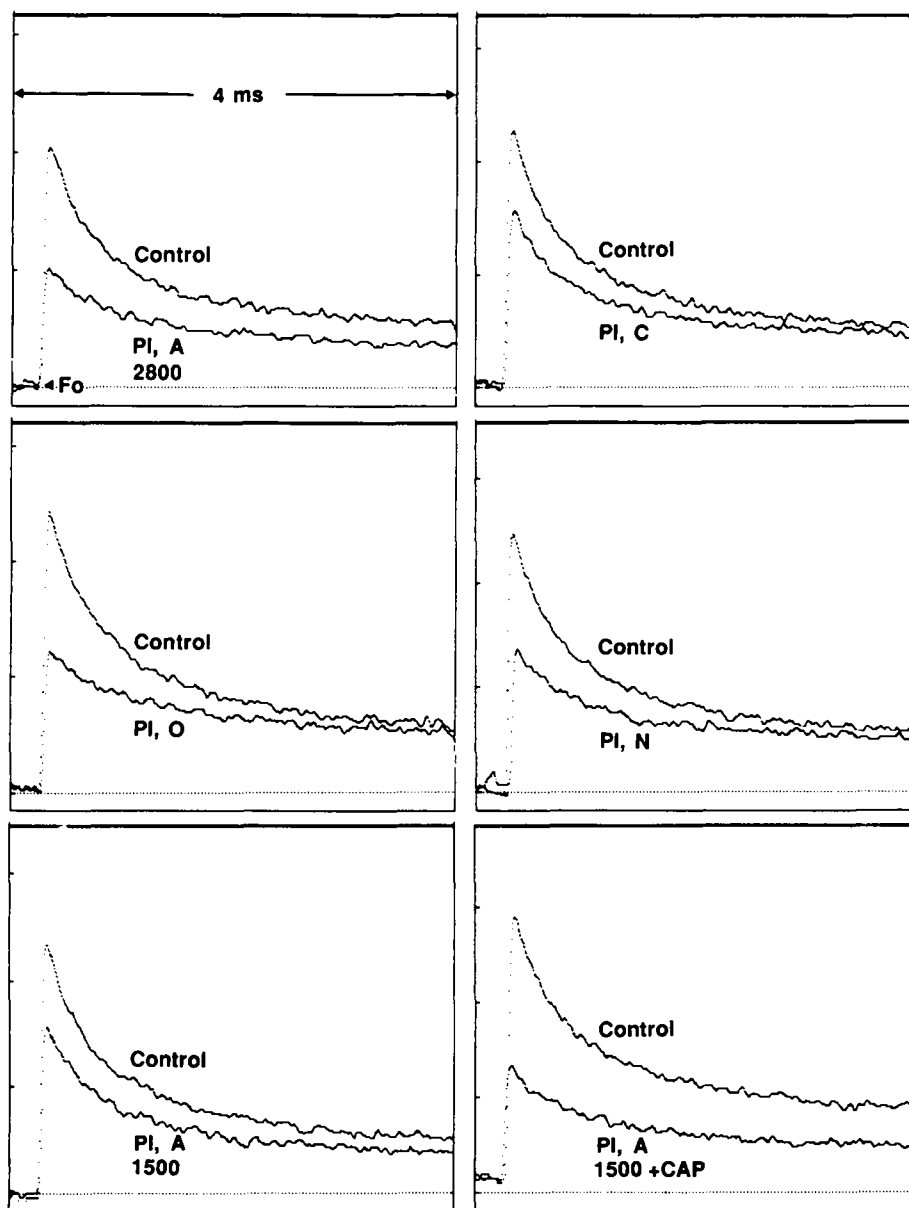 4 ms
Control
PI, A
2800
Fo
Control
PI, C
Control
PI, O
Control
PI, N
Control
PI, A
1500
Control
PI, A
1500 +CAP